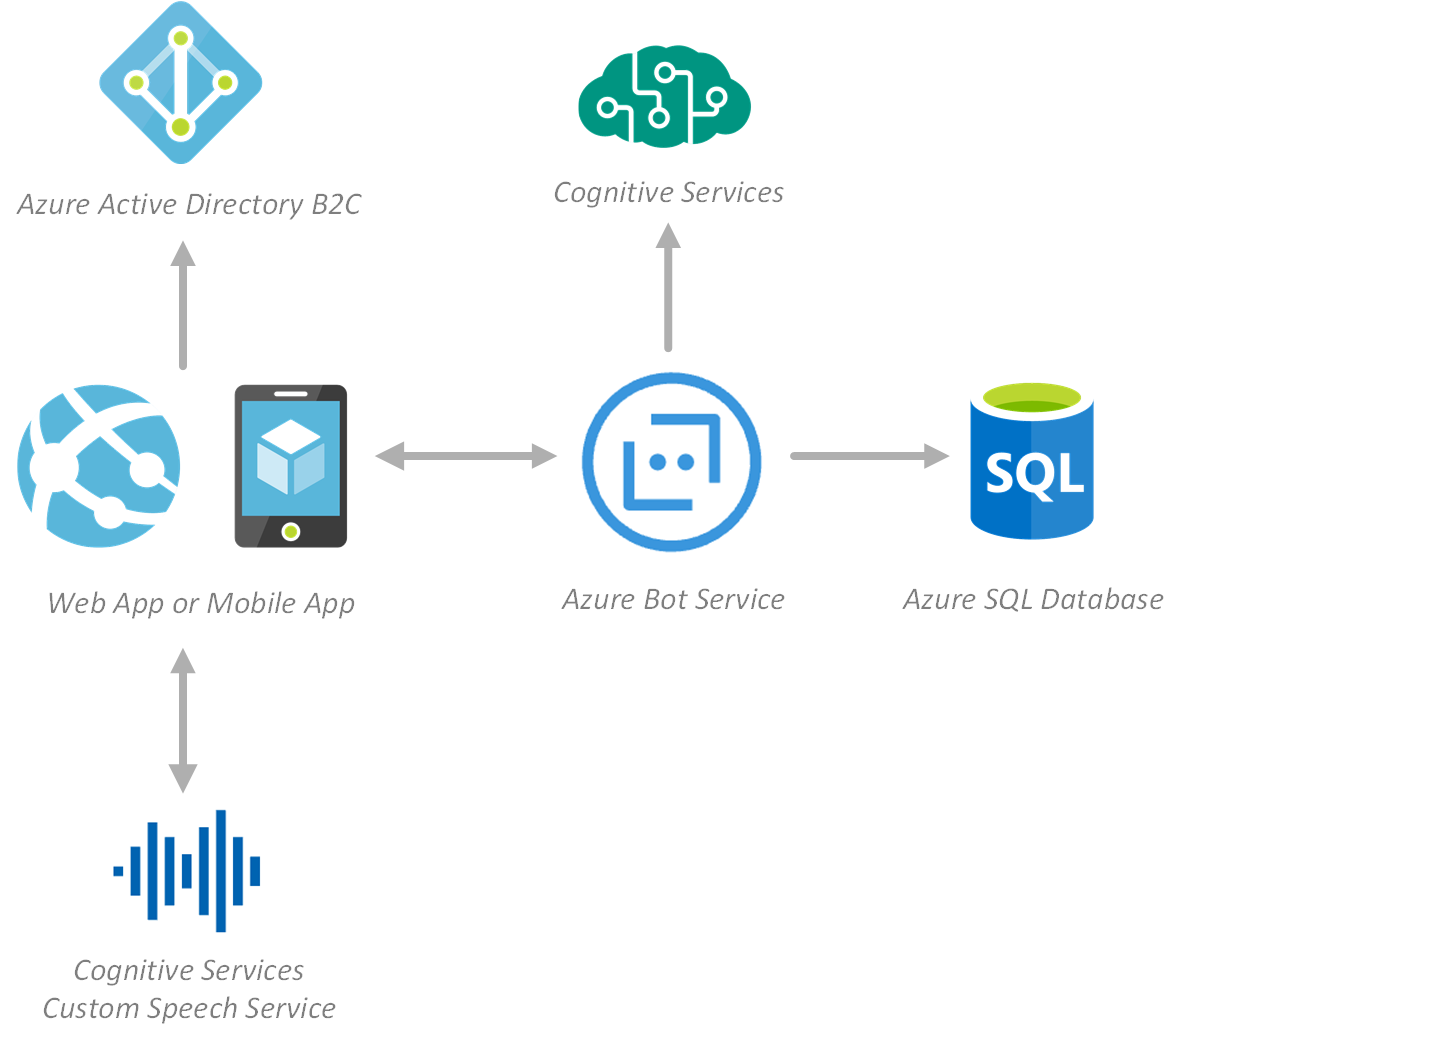 Azure Active Directory B2C
Cognitive Services
SQL
Web App or Mobile App
Azure Bot Service
Azure SQL Database
Cognitive Services
Custom Speech Service